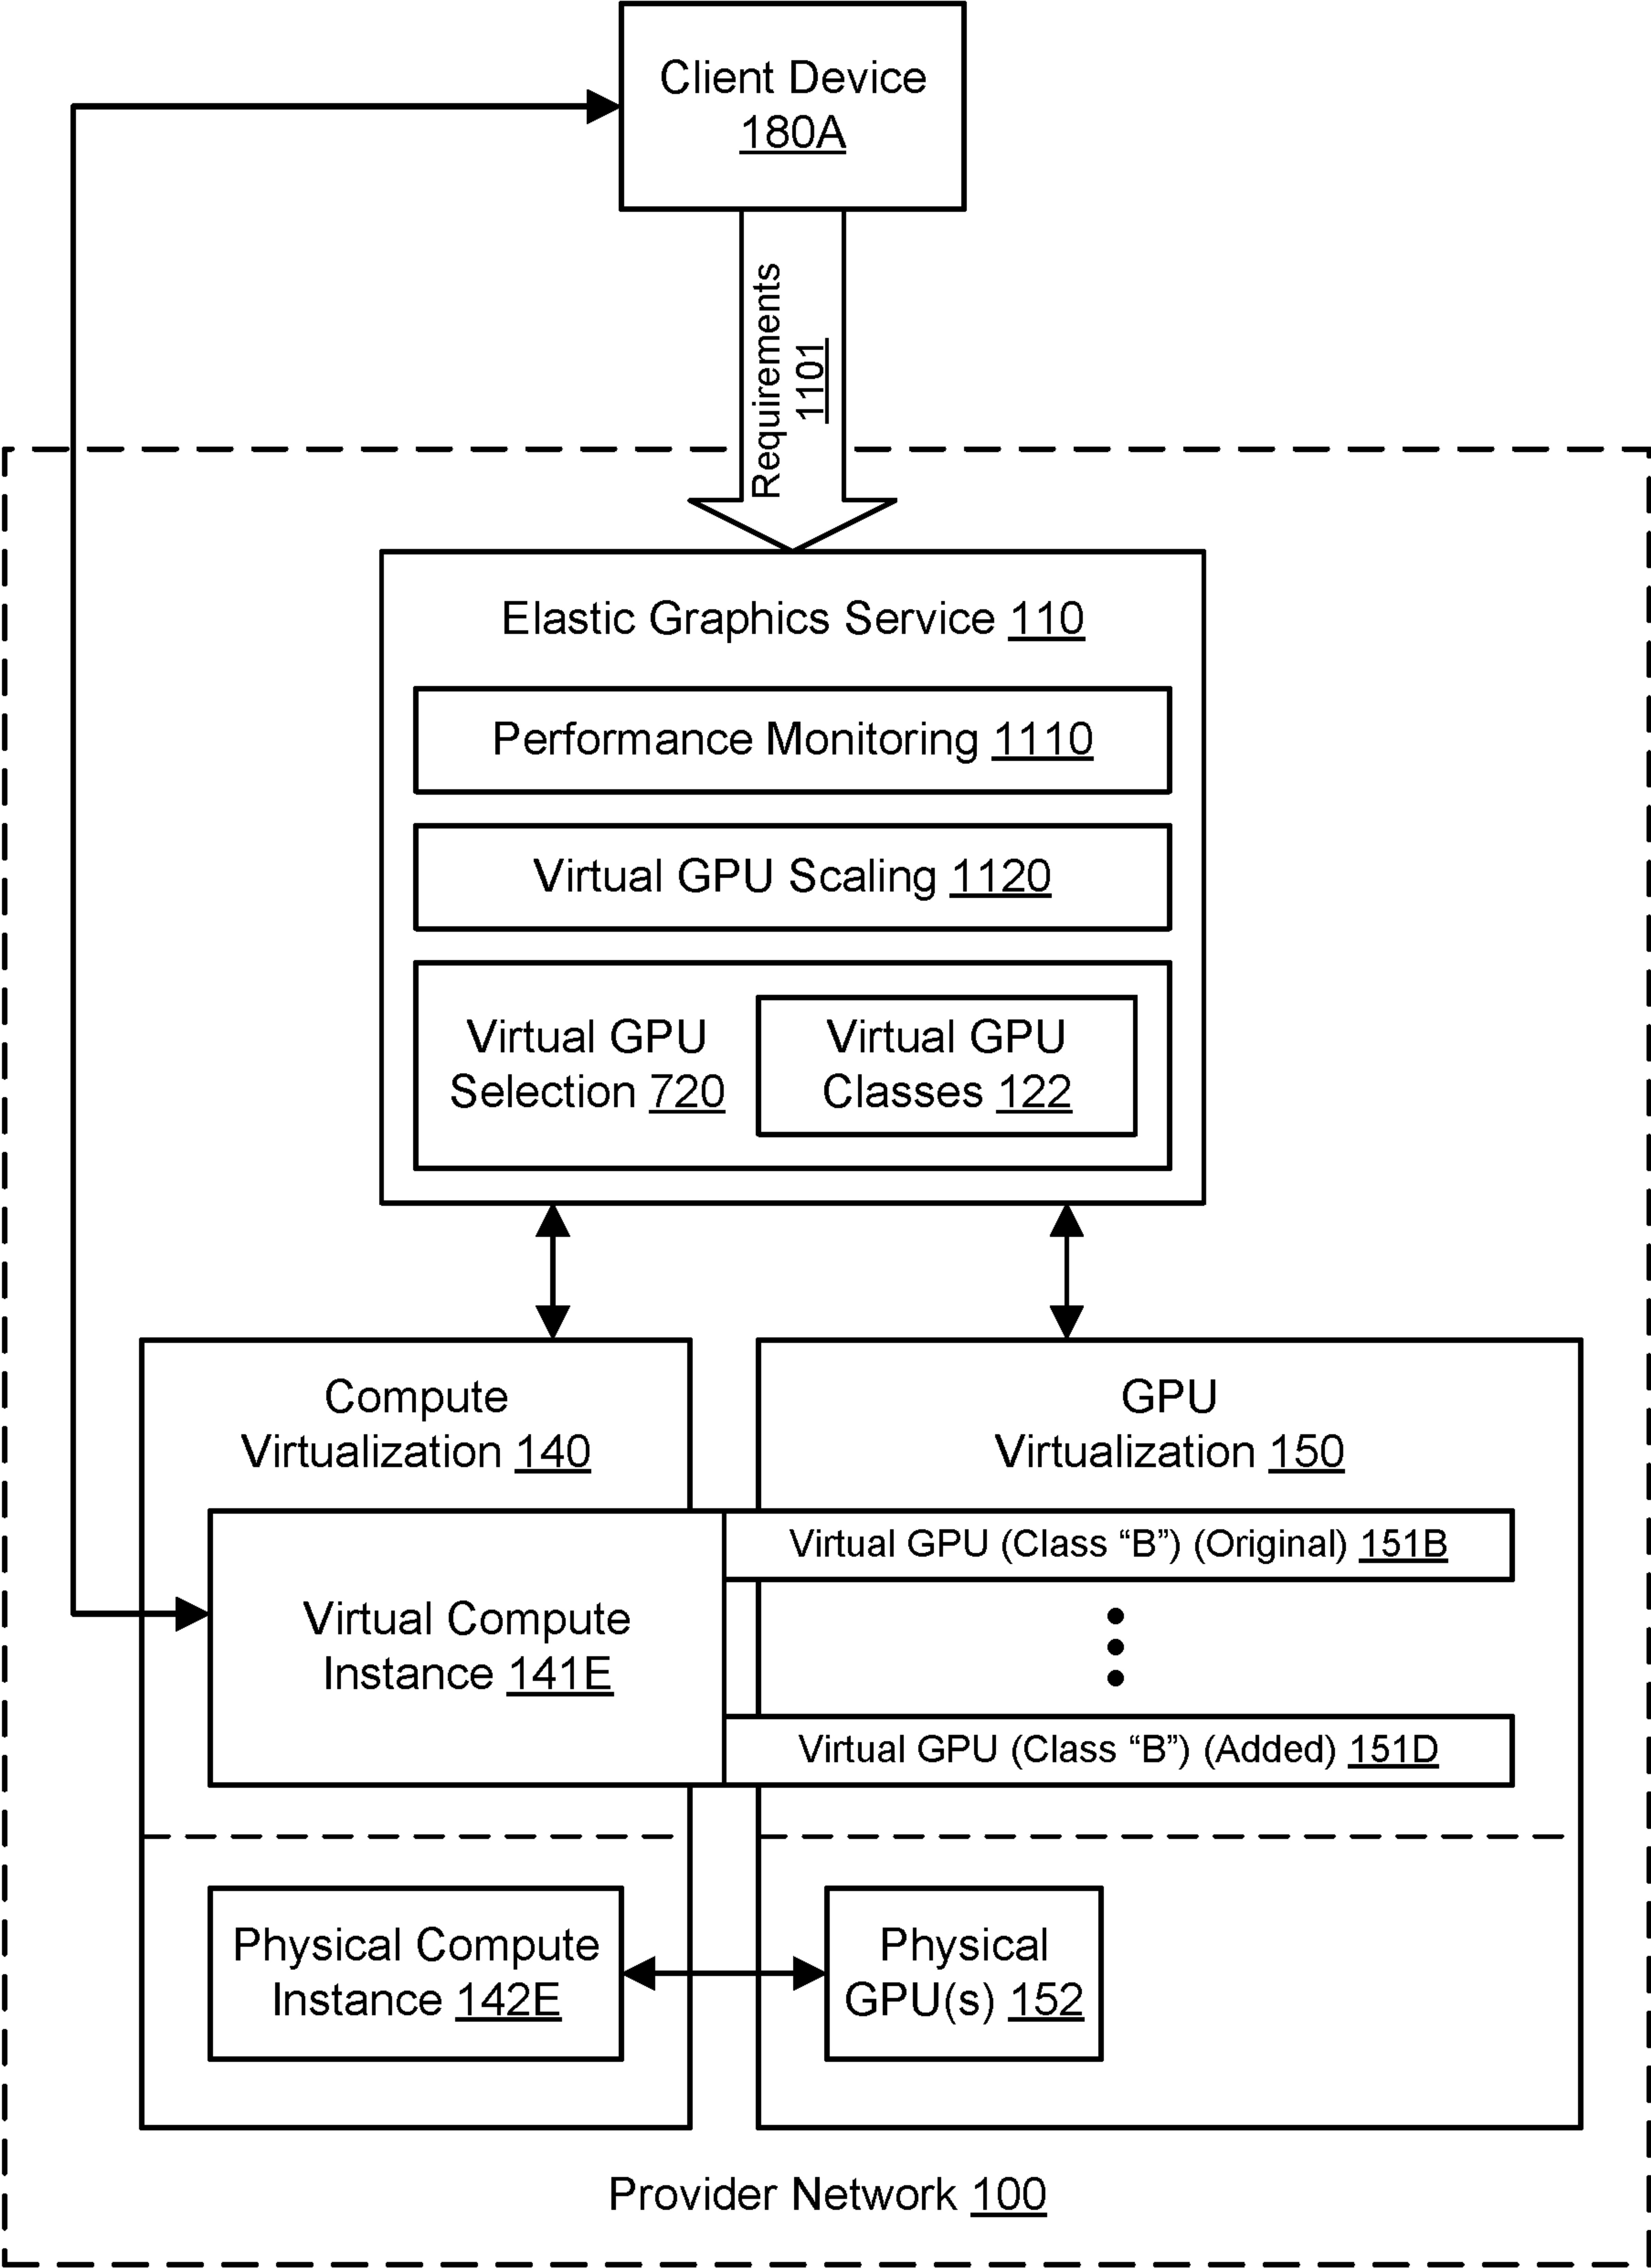 Client Device
180A
Requirements
1101
Elastic Graphics Service 110
Performance Monitoring 1110
Virtual GPU Scaling 1120
Virtual GPU
Selection 720
Virtual GPU
Classes 122
Compute
Virtualization 140
GPU
Virtualization 150
Virtual Compute
Instance 141E
Virtual GPU (Class “B”) (Original) 151B
Virtual GPU (Class “B”) (Added) 151D
Physical Compute
Instance 142E
Physical
GPU(s) 152
Provider Network 100